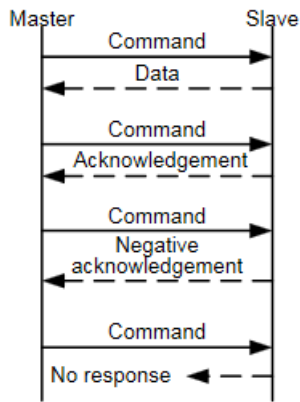 Master Slave
Command
Data
Command
Acknowledgement
Command
Negative
acknowledgement
Command
No response